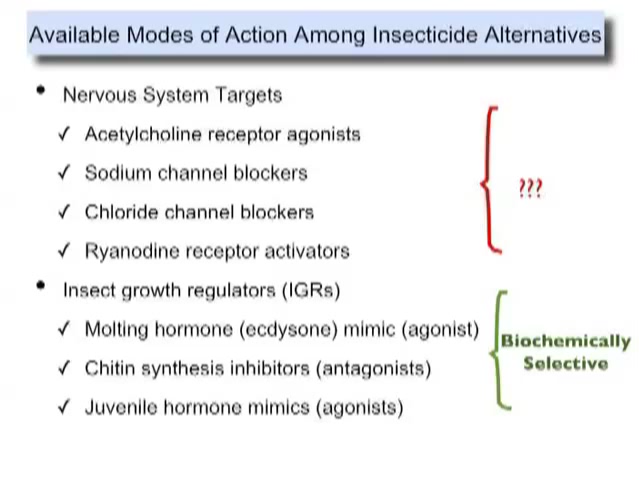 Available Modes of Action Among Insecticide Alternatives
• Nervous System Targets
✓ Acetylcholine receptor agonists
✓ Sodium channel blockers
✓ Chloride channel blockers
✓ Ryanodine receptor activators
???
• Insect growth regulators (IGRs)
✓ Molting hormone (ecdysone) mimic (agonist)
✓ Chitin synthesis inhibitors (antagonists)
✓ Juvenile hormone mimics (agonists)
Biochemically
Selective